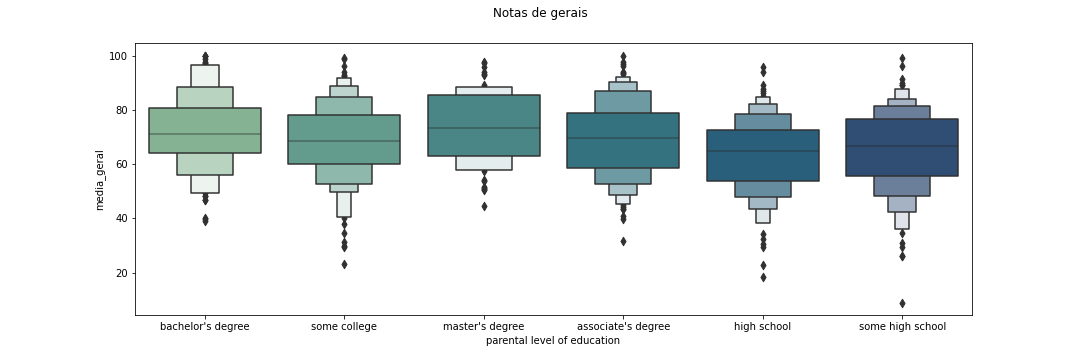 Notas de gerais
100
80
60
40
20
media_geral
bachelor's degree
some college
master's degree
associate's degree
high school
some high school
parental level of education